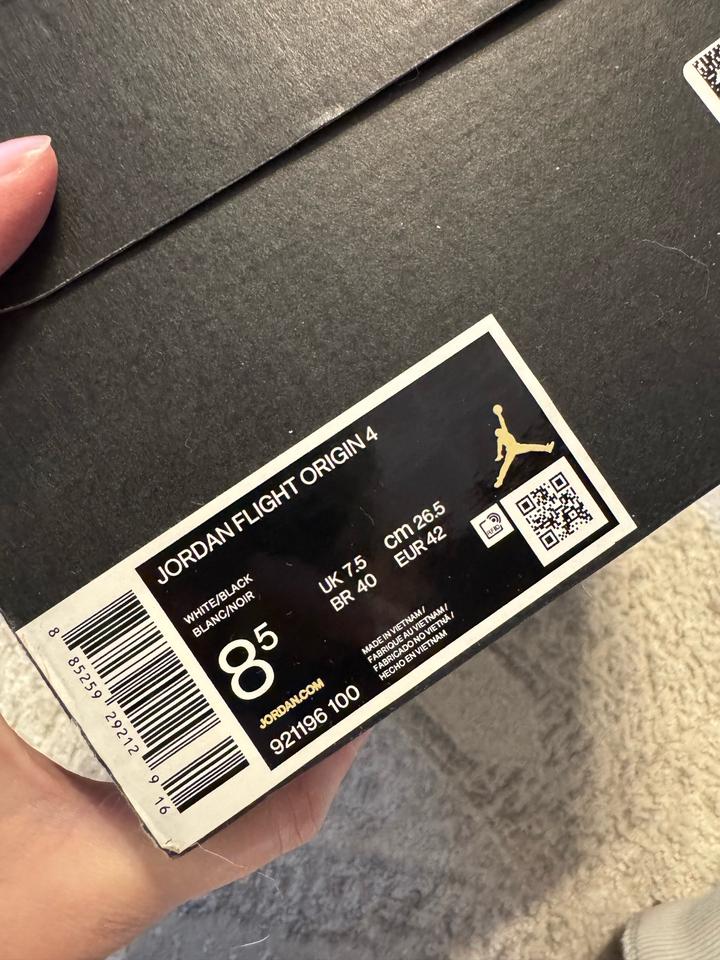 JORDAN FLIGHT ORIGIN 4
WHITE/BLACK
BLANC/NOIR
8⁵
UK 7.5
BR 40
cm 26.5
EUR 42
MADE IN VIETNAM /
FABRIQUE AU VIETNAM /
FABRICADO NO VIETNÃ /
HECHO EN VIETNAM
JORDAN.COM
921196 100
8 85259 29212 9 16